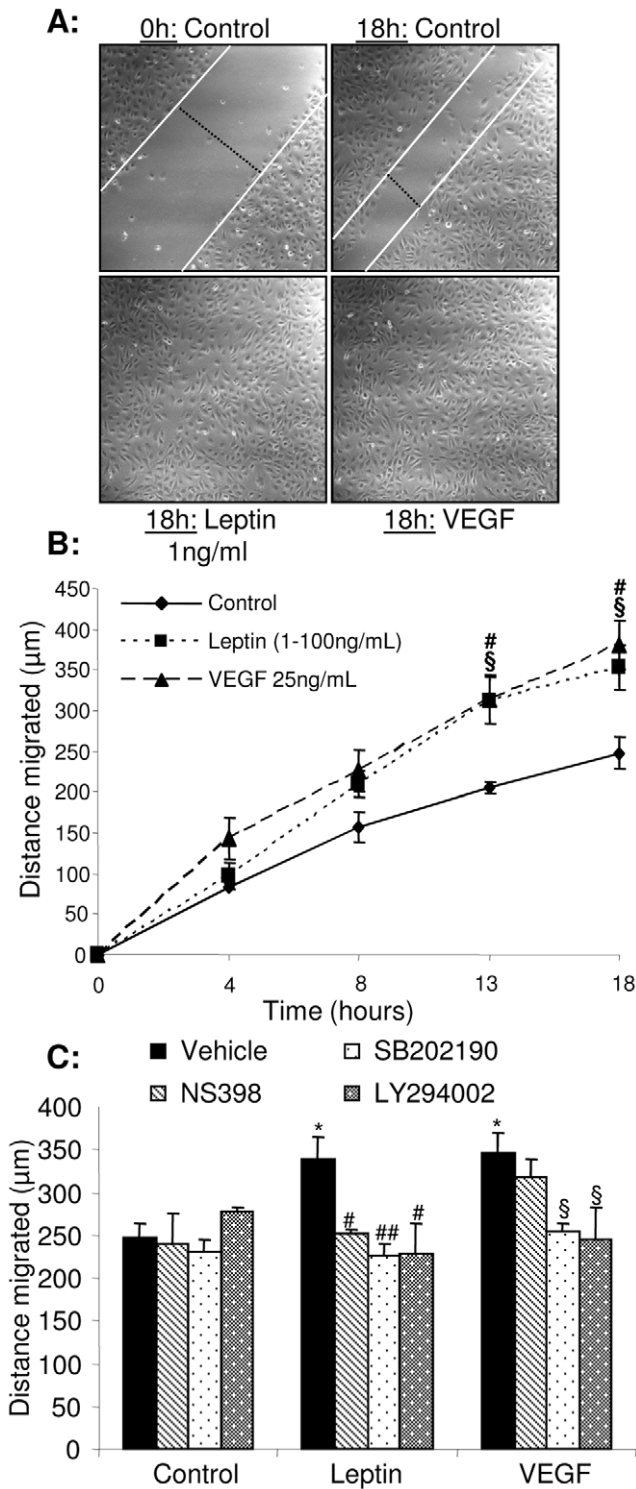 A:
0h: Control
18h: Control
18h: Leptin
1ng/ml
18h: VEGF
B:
450
400
350
300
250
200
150
100
50
0
Distance migrated (µm)
Control
Leptin (1-100ng/mL)
VEGF 25ng/mL
#
§
#
§
0
4
8
13
18
Time (hours)
C:
Vehicle
SB202190
NS398
LY294002
400
350
300
250
200
150
100
50
0
Distance migrated (µm)
*
#
##
#
*
§
§
Control
Leptin
VEGF